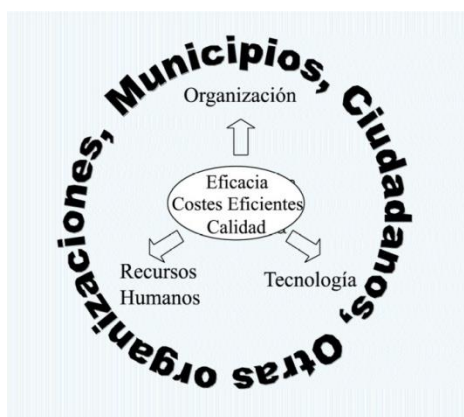 Municipios, Ciudadanos, Otras organizaciones,
Organización
Eficacia
Costes Eficientes
Calidad
Recursos
Humanos
Tecnología